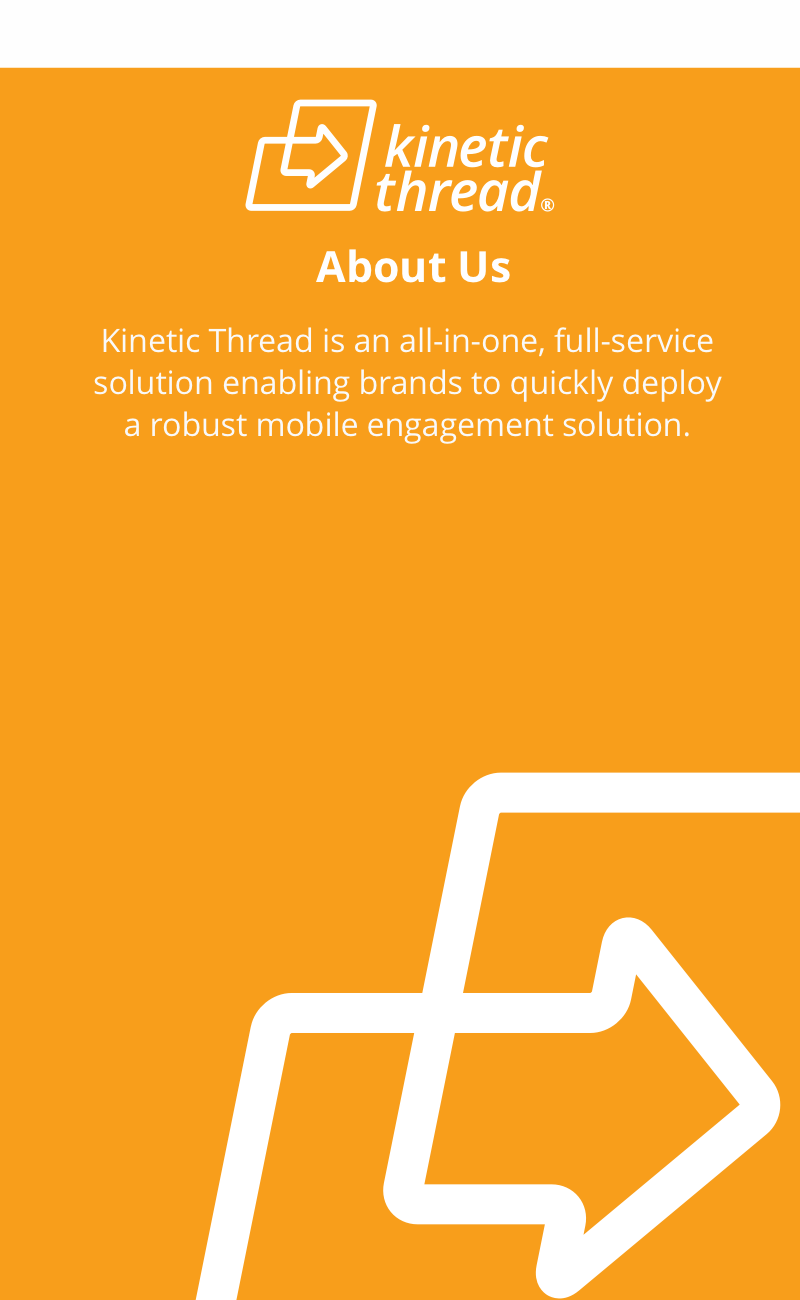 kinetic
thread®
About Us
Kinetic Thread is an all-in-one, full-service
solution enabling brands to quickly deploy
a robust mobile engagement solution.